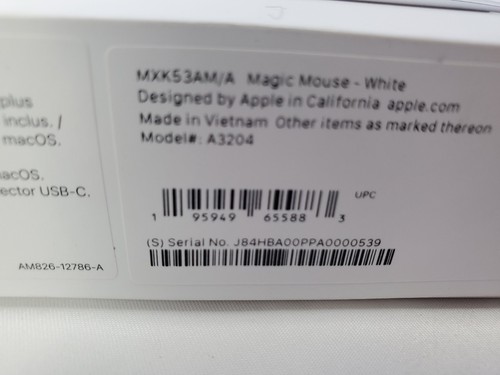 plus
inclus. /
macOS.
acOS.
ector USB-C.
AM826-12786-A
MXK53AM/A Magic Mouse - White
Designed by Apple in California apple.com
Made in Vietnam Other items as marked thereon
Model#: A3204
UPC
1 95949 65588 3
(S) Serial No. J84HBA00PPA0000539